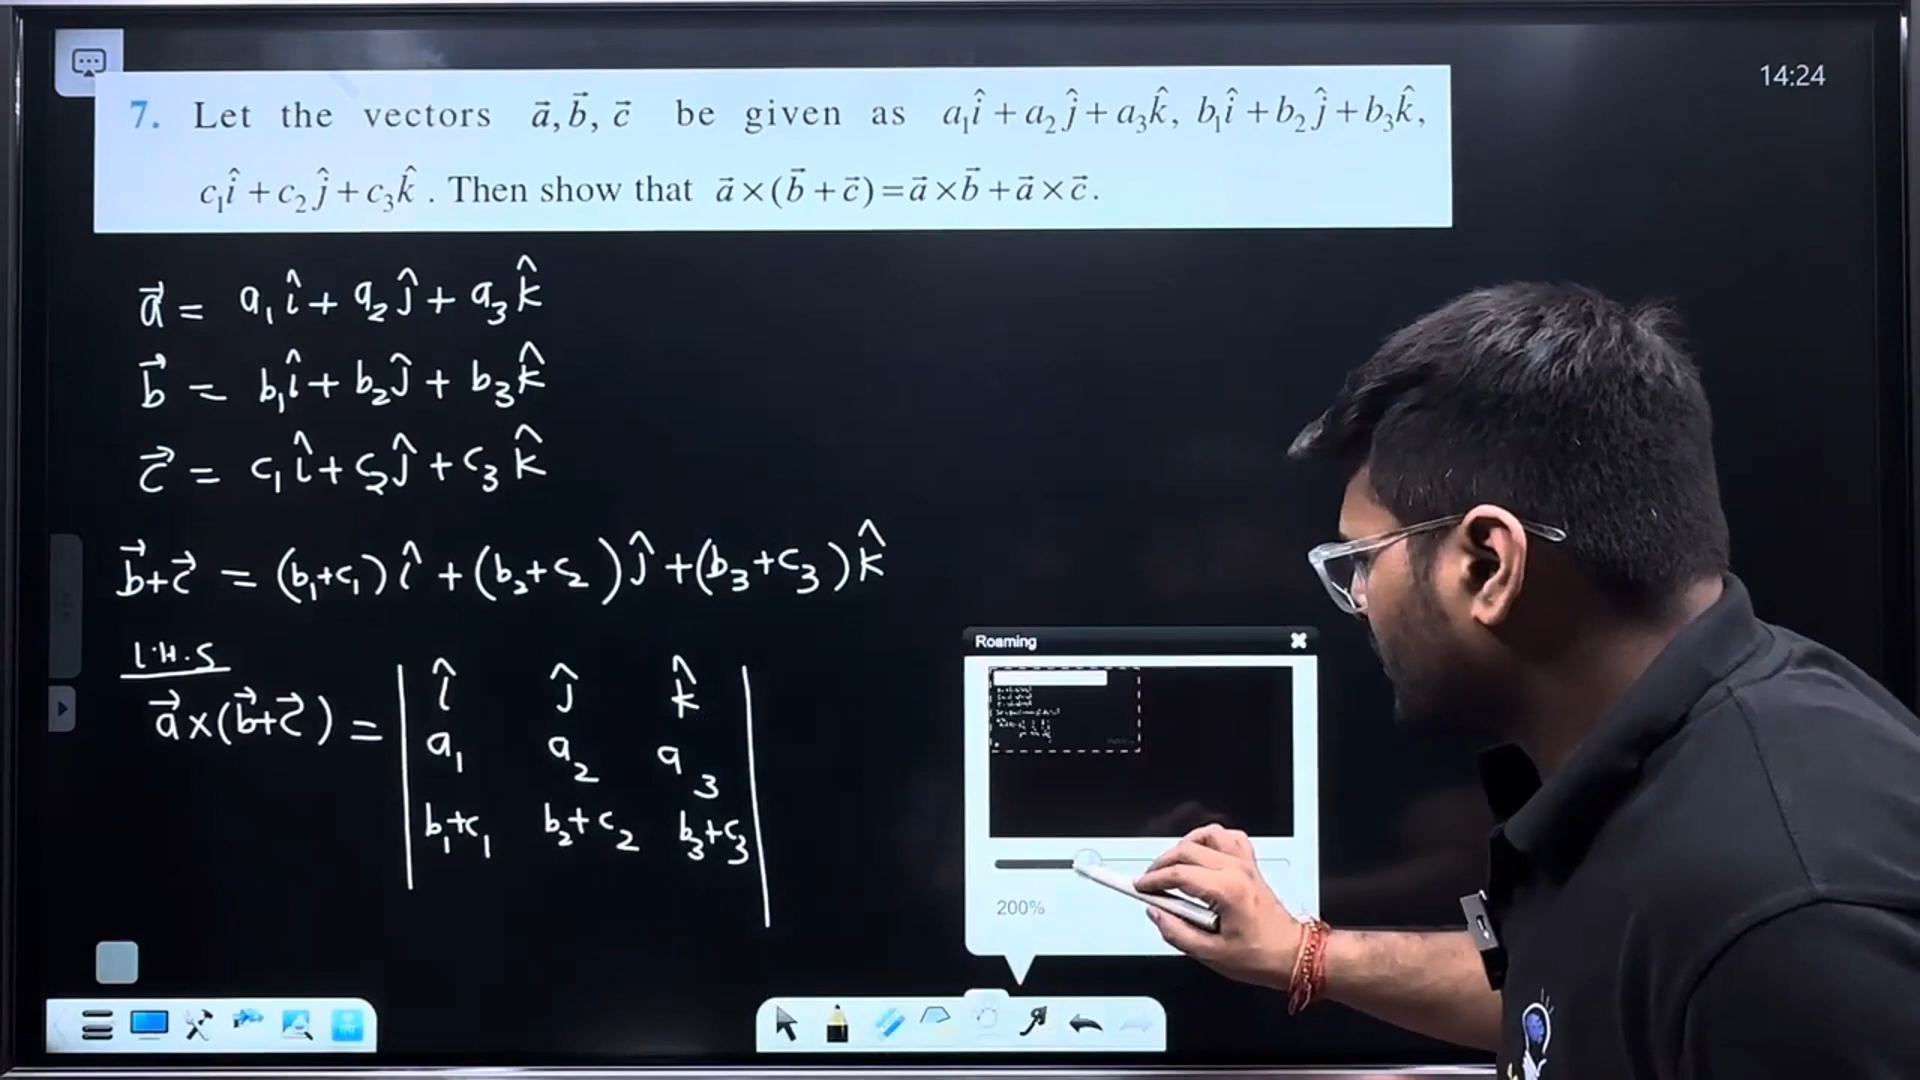 14:24
7. Let the vectors a⃗, b⃗, c⃗ be given as a₁î + a₂ĵ + a₃k̂, b₁î + b₂ĵ + b₃k̂,
c₁î + c₂ĵ + c₃k̂. Then show that a⃗ × (b⃗ + c⃗) = a⃗ × b⃗ + a⃗ × c⃗.
a⃗ = a₁î + a₂ĵ + a₃k̂
b⃗ = b₁î + b₂ĵ + b₃k̂
c⃗ = c₁î + c₂ĵ + c₃k̂
b⃗+c⃗ = (b₁+c₁)î + (b₂+c₂)ĵ + (b₃+c₃)k̂
L.H.S
a⃗ × (b⃗+c⃗) = | î ĵ k̂ |
| a₁ a₂ a₃ |
| b₁+c₁ b₂+c₂ b₃+c₃ |
Roaming
200%